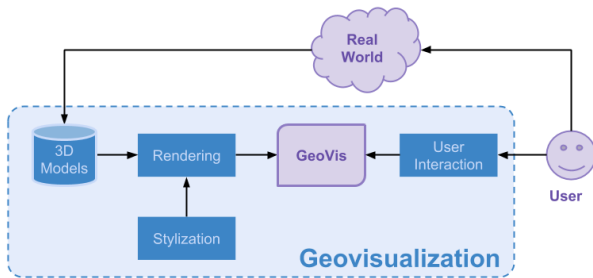 Real
World
3D
Models
Rendering
GeoVis
User
Interaction
User
Stylization
Geovisualization